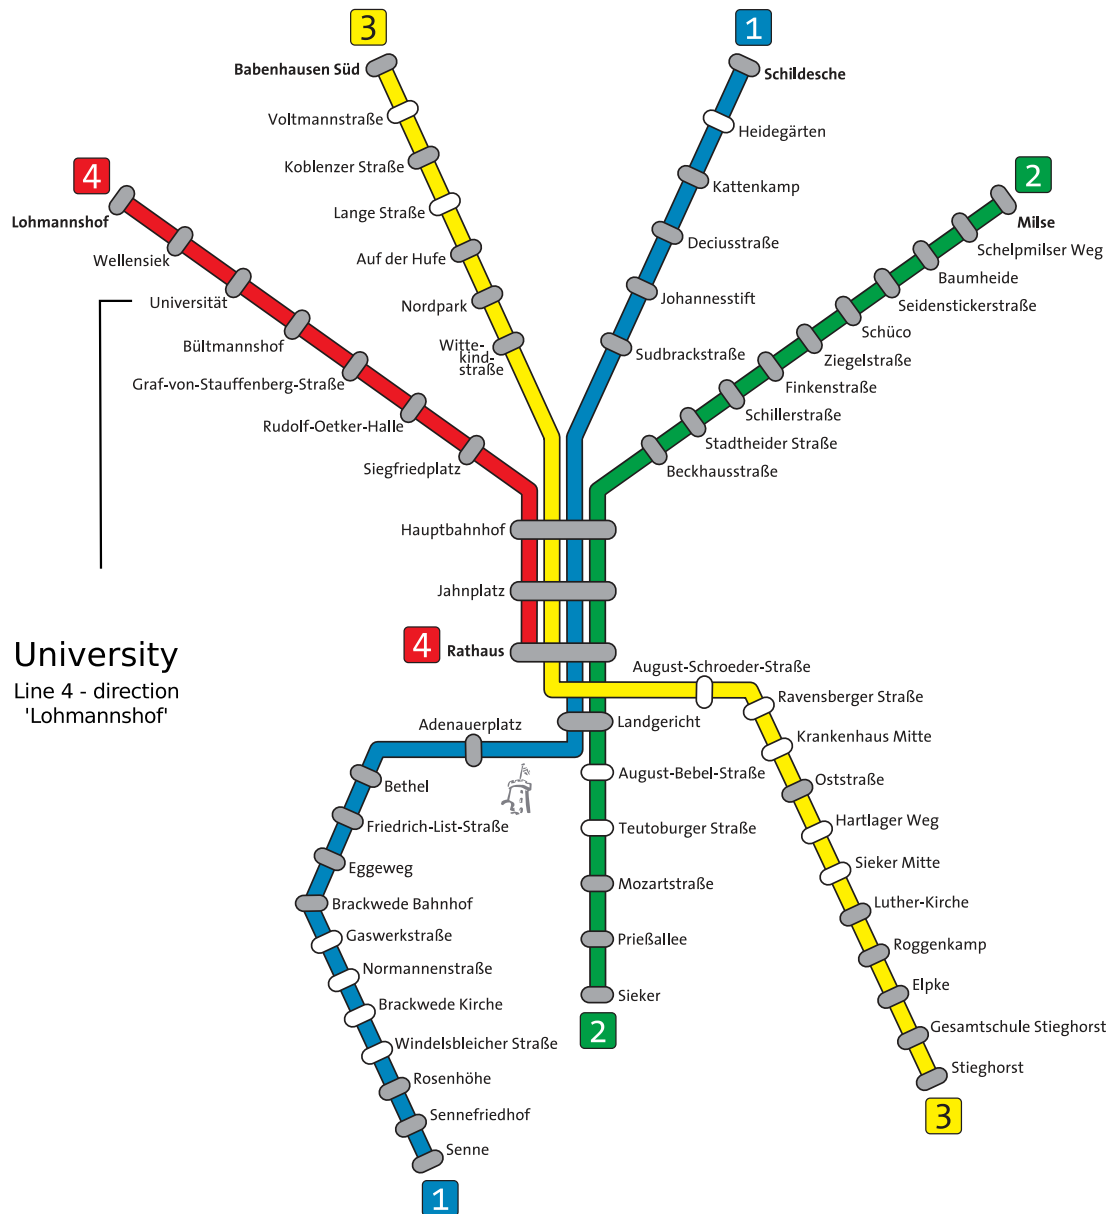 3
1
Babenhausen Süd
Schildesche
Voltmannstraße
Heidegärten
Koblenzer Straße
Kattenkamp
4
2
Lohmannshof
Lange Straße
Milse
Wellensiek
Auf der Hufe
Deciusstraße
Schelpmilser Weg
Universität
Nordpark
Johannesstift
Baumheide
Seidenstickerstraße
Bültmannshof
Witte-
kind-
straße
Sudbrackstraße
Schüco
Ziegelstraße
Graf-von-Stauffenberg-Straße
Finkenstraße
Rudolf-Oetker-Halle
Schillerstraße
Siegfriedplatz
Stadtheider Straße
Beckhausstraße
Hauptbahnhof
Jahnplatz
4
Rathaus
University
Line 4 - direction
'Lohmannshof'
August-Schroeder-Straße
Ravensberger Straße
Adenauerplatz
Landgericht
Krankenhaus Mitte
Bethel
August-Bebel-Straße
Oststraße
Friedrich-List-Straße
Teutoburger Straße
Hartlager Weg
Eggeweg
Sieker Mitte
Mozartstraße
Brackwede Bahnhof
Luther-Kirche
Gaswerkstraße
Prießallee
Roggenkamp
Normannenstraße
Elpke
Brackwede Kirche
Sieker
2
Gesamtschule Stieghorst
Windelsbleicher Straße
Stieghorst
Rosenhöhe
3
Sennefriedhof
Senne
1